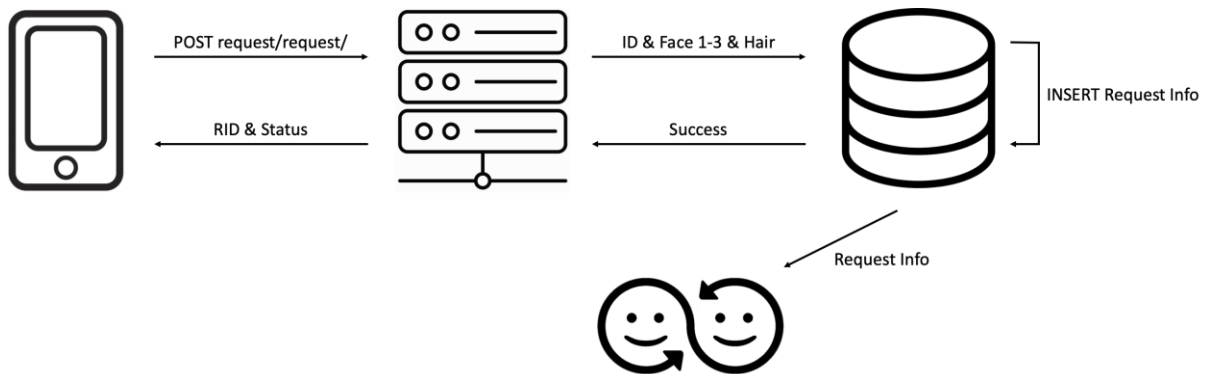 POST request/request/
ID & Face 1-3 & Hair
INSERT Request Info
RID & Status
Success
Request Info